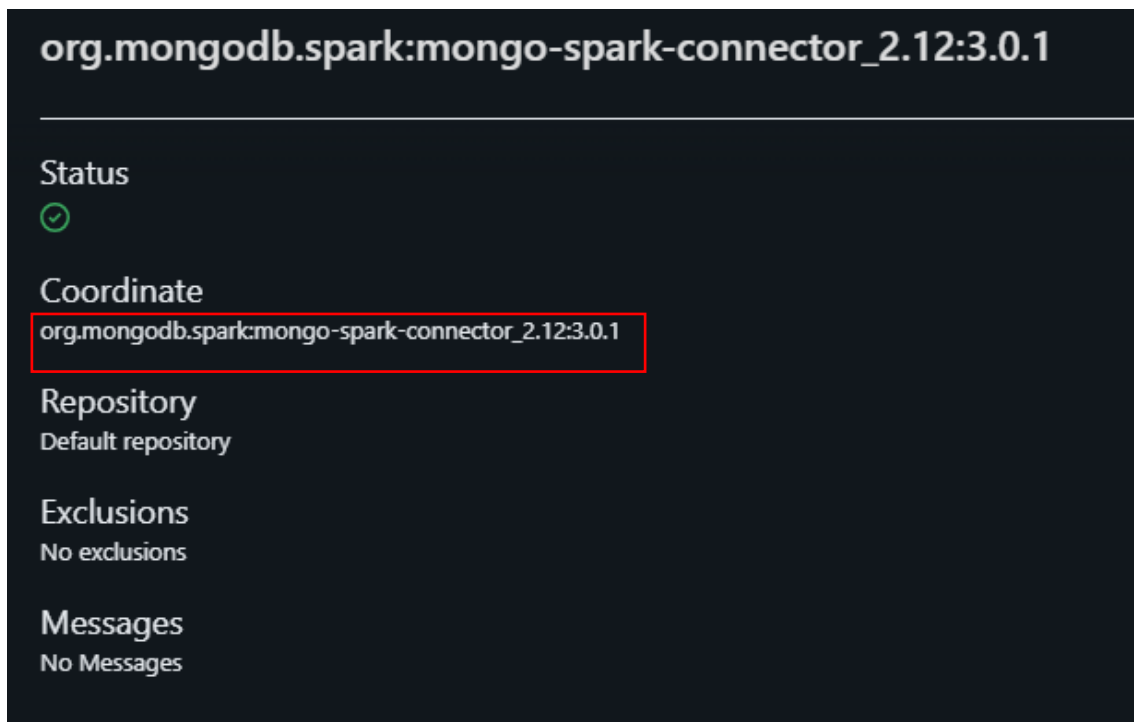 org.mongodb.spark:mongo-spark-connector_2.12:3.0.1
Status
Coordinate
org.mongodb.spark:mongo-spark-connector_2.12:3.0.1
Repository
Default repository
Exclusions
No exclusions
Messages
No Messages